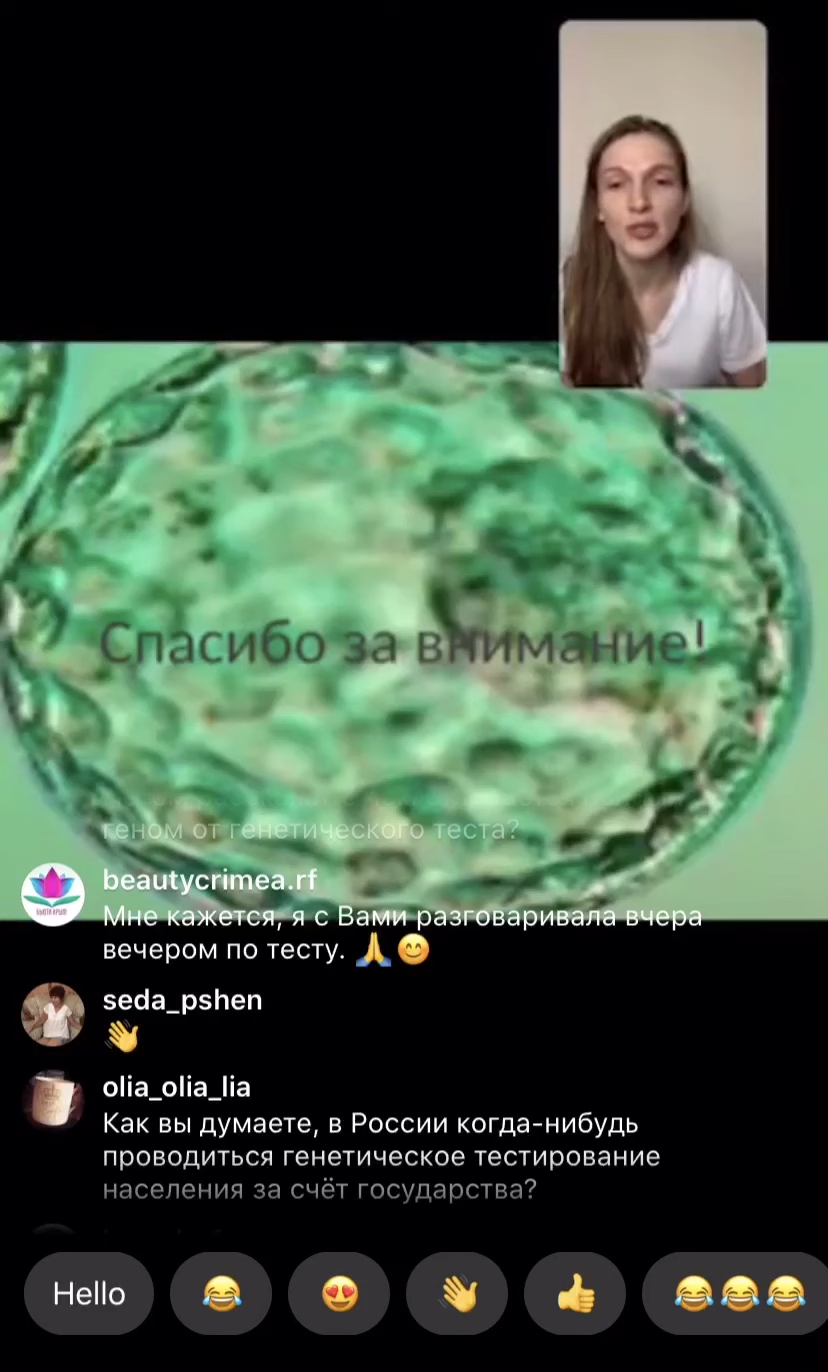 Спасибо за внимание!
геном от генетического теста?
beautycrimea.rf
Мне кажется, я с Вами разговаривала вчера
вечером по тесту. 🙏😊
seda_pshen
👋
olia_olia_lia
Как вы думаете, в России когда-нибудь
проводиться генетическое тестирование
населения за счёт государства?
Hello
😂
😍
👋
👍
😂😂😂